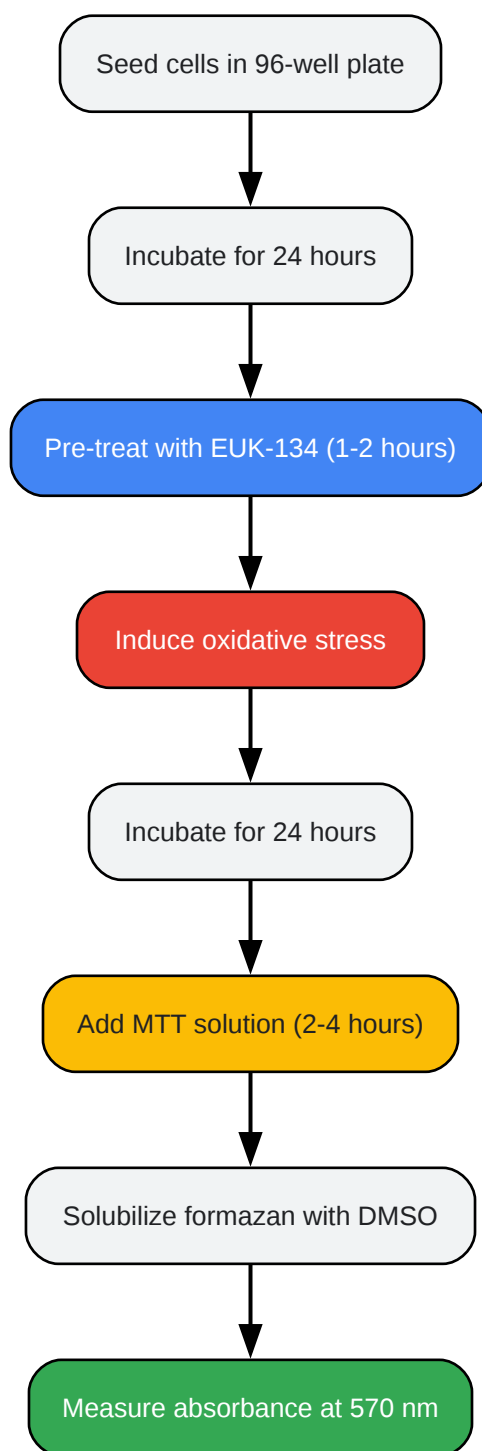 Seed cells in 96-well plate
Incubate for 24 hours
Pre-treat with EUK-134 (1-2 hours)
Induce oxidative stress
Incubate for 24 hours
Add MTT solution (2-4 hours)
Solubilize formazan with DMSO
Measure absorbance at 570 nm